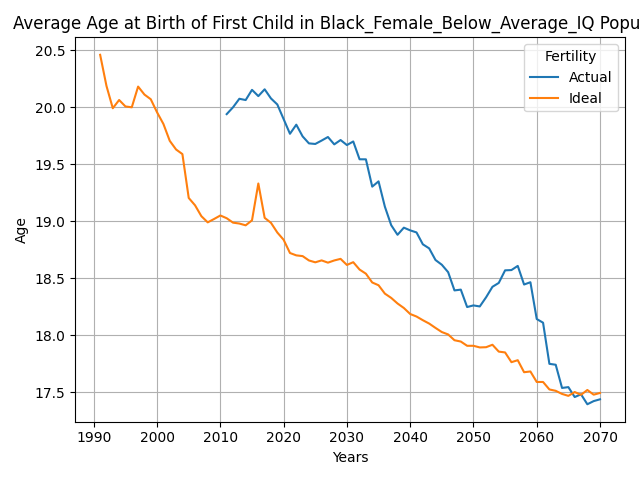 Average Age at Birth of First Child in Black_Female_Below_Average_IQ Popu
Fertility
Actual
Ideal
20.5
20.0
19.5
19.0
18.5
18.0
17.5
Age
1990 2000 2010 2020 2030 2040 2050 2060 2070
Years